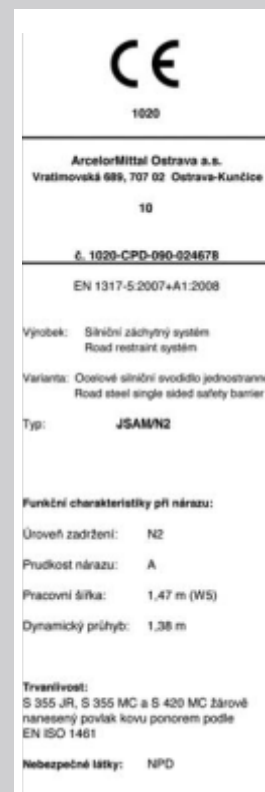 CE
1020
ArcelorMittal Ostrava a.s.
Vratimovská 689, 707 02 Ostrava-Kunčice
10
č. 1020-CPD-090-024678
EN 1317-5:2007+A1:2008
Výrobek: Silniční záchytný systém
Road restraint systém
Varianta: Ocelové silniční svodidlo jednostranné
Road steel single sided safety barrier
Typ: JSAM/N2
Funkční charakteristiky při nárazu:
Úroveň zadržení: N2
Prudkost nárazu: A
Pracovní šířka: 1,47 m (W5)
Dynamický průhyb: 1,38 m
Trvanlivost:
S 355 JR, S 355 MC a S 420 MC žárově
nanesený povlak kovu ponorem podle
EN ISO 1461
Nebezpečné látky: NPD